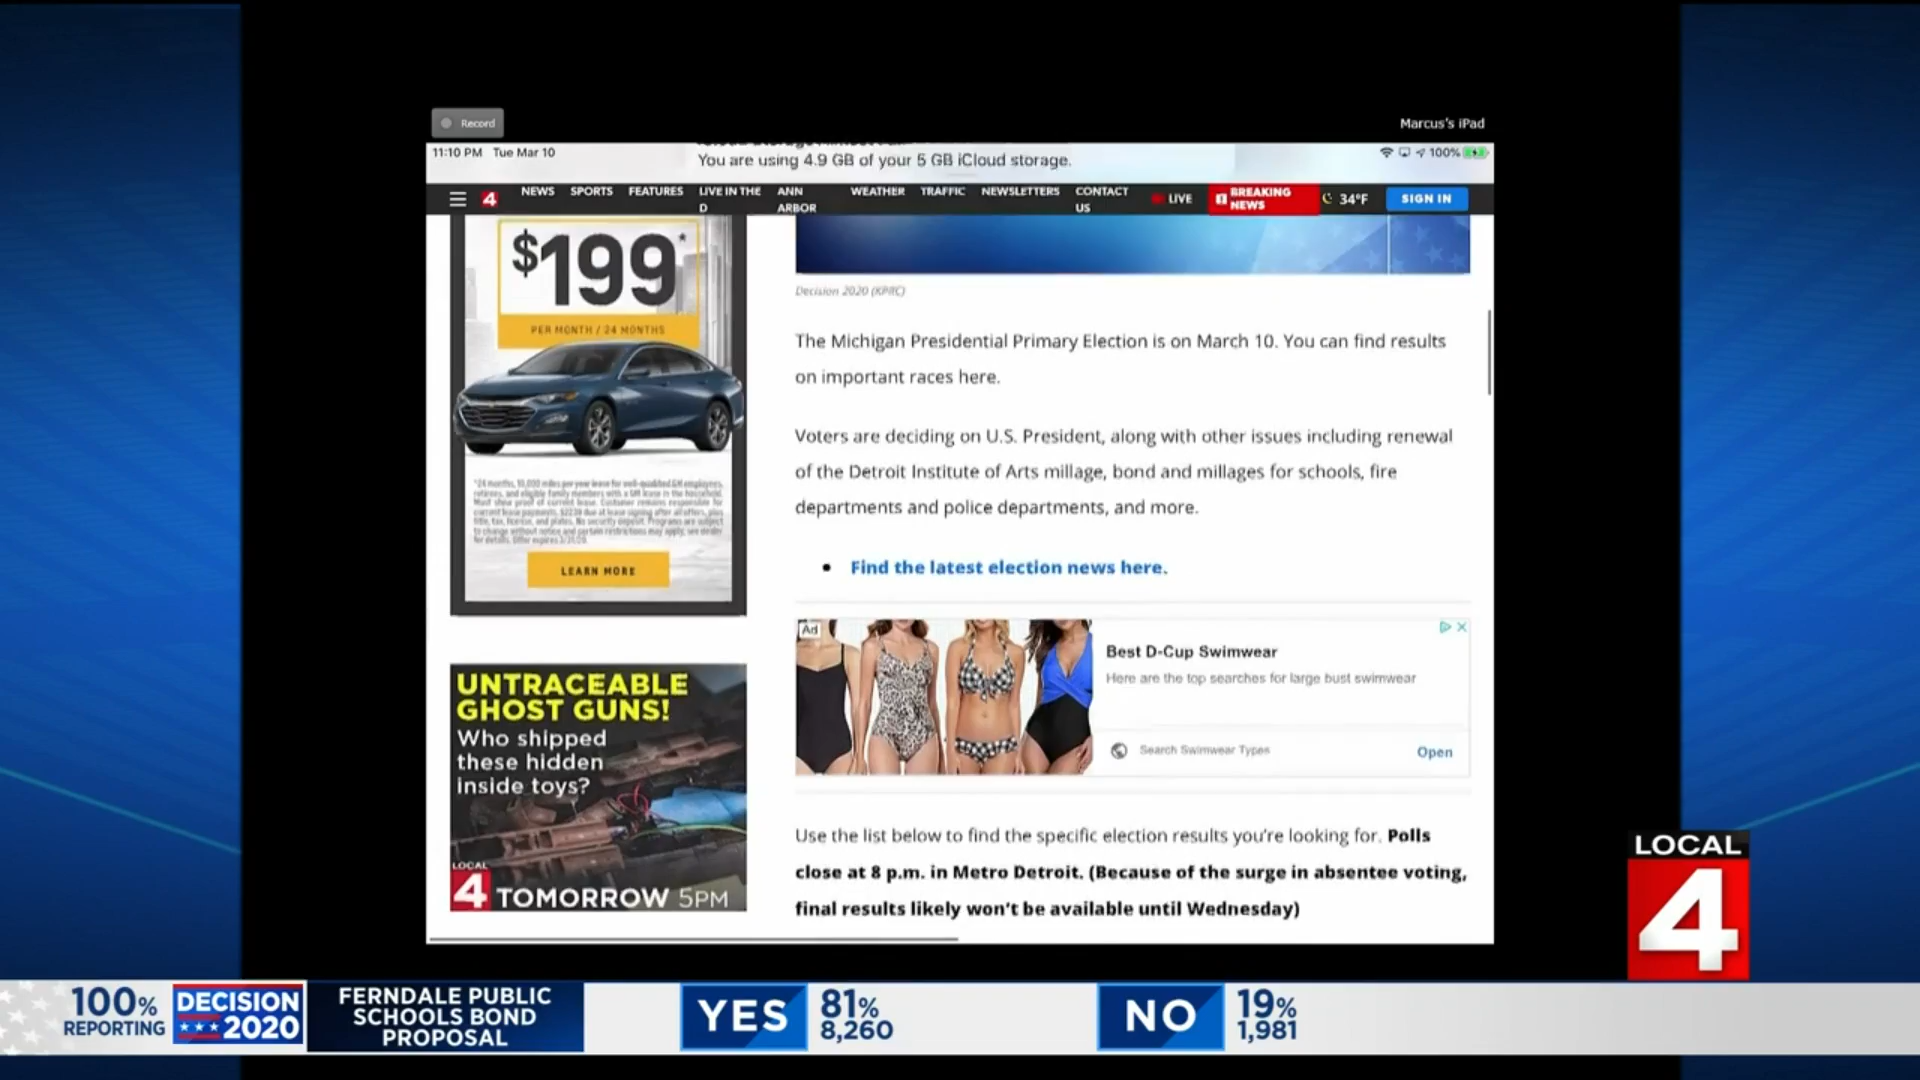 Record
Marcus's iPad
11:10 PM Tue Mar 10
You are using 4.9 GB of your 5 GB iCloud storage.
100%
4
NEWS
SPORTS
FEATURES
LIVE IN THE
D
ANN
ARBOR
WEATHER
TRAFFIC
NEWSLETTERS
CONTACT
US
LIVE
BREAKING
NEWS
34°F
SIGN IN
$199*
PER MONTH / 24 MONTHS
LEARN MORE
Decision 2020 (KPRC)
The Michigan Presidential Primary Election is on March 10. You can find results
on important races here.
Voters are deciding on U.S. President, along with other issues including renewal
of the Detroit Institute of Arts millage, bond and millages for schools, fire
departments and police departments, and more.
• Find the latest election news here.
Ad
Best D-Cup Swimwear
Here are the top searches for large bust swimwear
Search Swimwear Types
Open
UNTRACEABLE
GHOST GUNS!
Who shipped
these hidden
inside toys?
LOCAL
4 TOMORROW 5PM
Use the list below to find the specific election results you're looking for. Polls
close at 8 p.m. in Metro Detroit. (Because of the surge in absentee voting,
final results likely won't be available until Wednesday)
LOCAL
4
100%
REPORTING
DECISION
2020
FERNDALE PUBLIC
SCHOOLS BOND
PROPOSAL
YES
81%
8,260
NO
19%
1,981